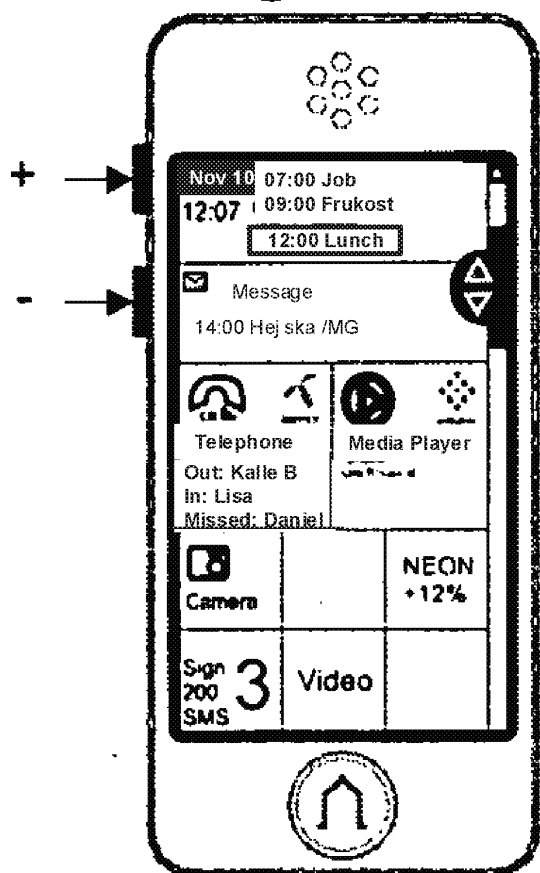 +
-
Nov 10
07:00 Job
12:07
09:00 Frukost
12:00 Lunch
Message
14:00 Hej ska /MG
Telephone
Media Player
Out: Kalle B
In: Lisa
Missed: Daniel
Camera
NEON
+12%
Sign
200
SMS
3
Video